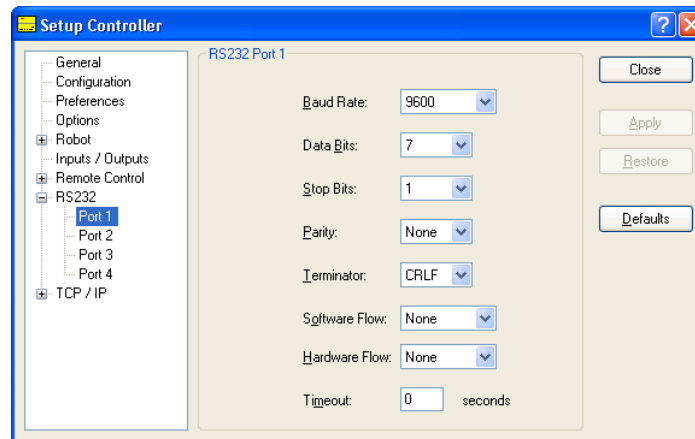 Setup Controller
General
Configuration
Preferences
Options
Robot
Inputs / Outputs
Remote Control
RS232
Port 1
Port 2
Port 3
Port 4
TCP / IP
RS232 Port 1
Baud Rate: 9600
Data Bits: 7
Stop Bits: 1
Parity: None
Terminator: CRLF
Software Flow: None
Hardware Flow: None
Timeout: 0 seconds
Close
Apply
Restore
Defaults